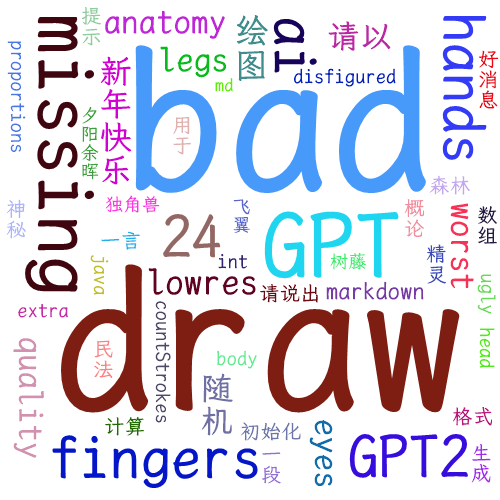 bad
draw
missing
hands
GPT
GPT2
fingers
ai
24
anatomy
绘图
请以
提示
proportions
新年快乐
legs
md
disfigured
好消息
夕阳余晖
用于
独角兽
飞翼
森林
概论
数组
worst
神秘
一言
java
int
树藤
精灵
lowres
请说出
markdown
ugly
head
extra
countStrokes
quality
民法
body
随机
计算
初始化
一段
eyes
格式
生成